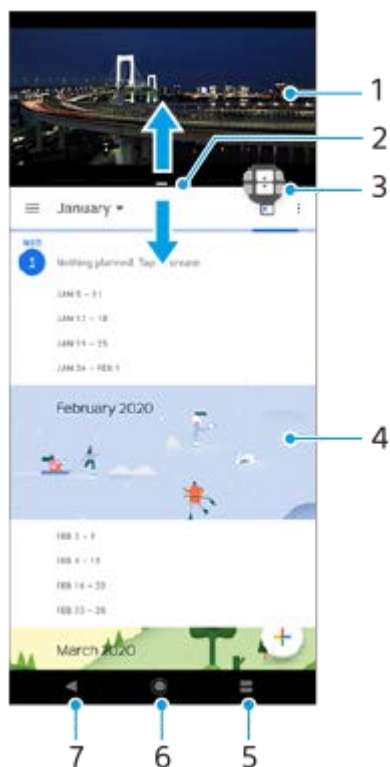 1
2
3
January
WED
1
Nothing planned. Tap to create.
JAN 5 – 11
JAN 12 – 18
JAN 19 – 25
JAN 26 – FEB 1
February 2020
4
FEB 2 – 8
FEB 9 – 15
FEB 16 – 22
FEB 23 – 29
March 2020
7
6
5